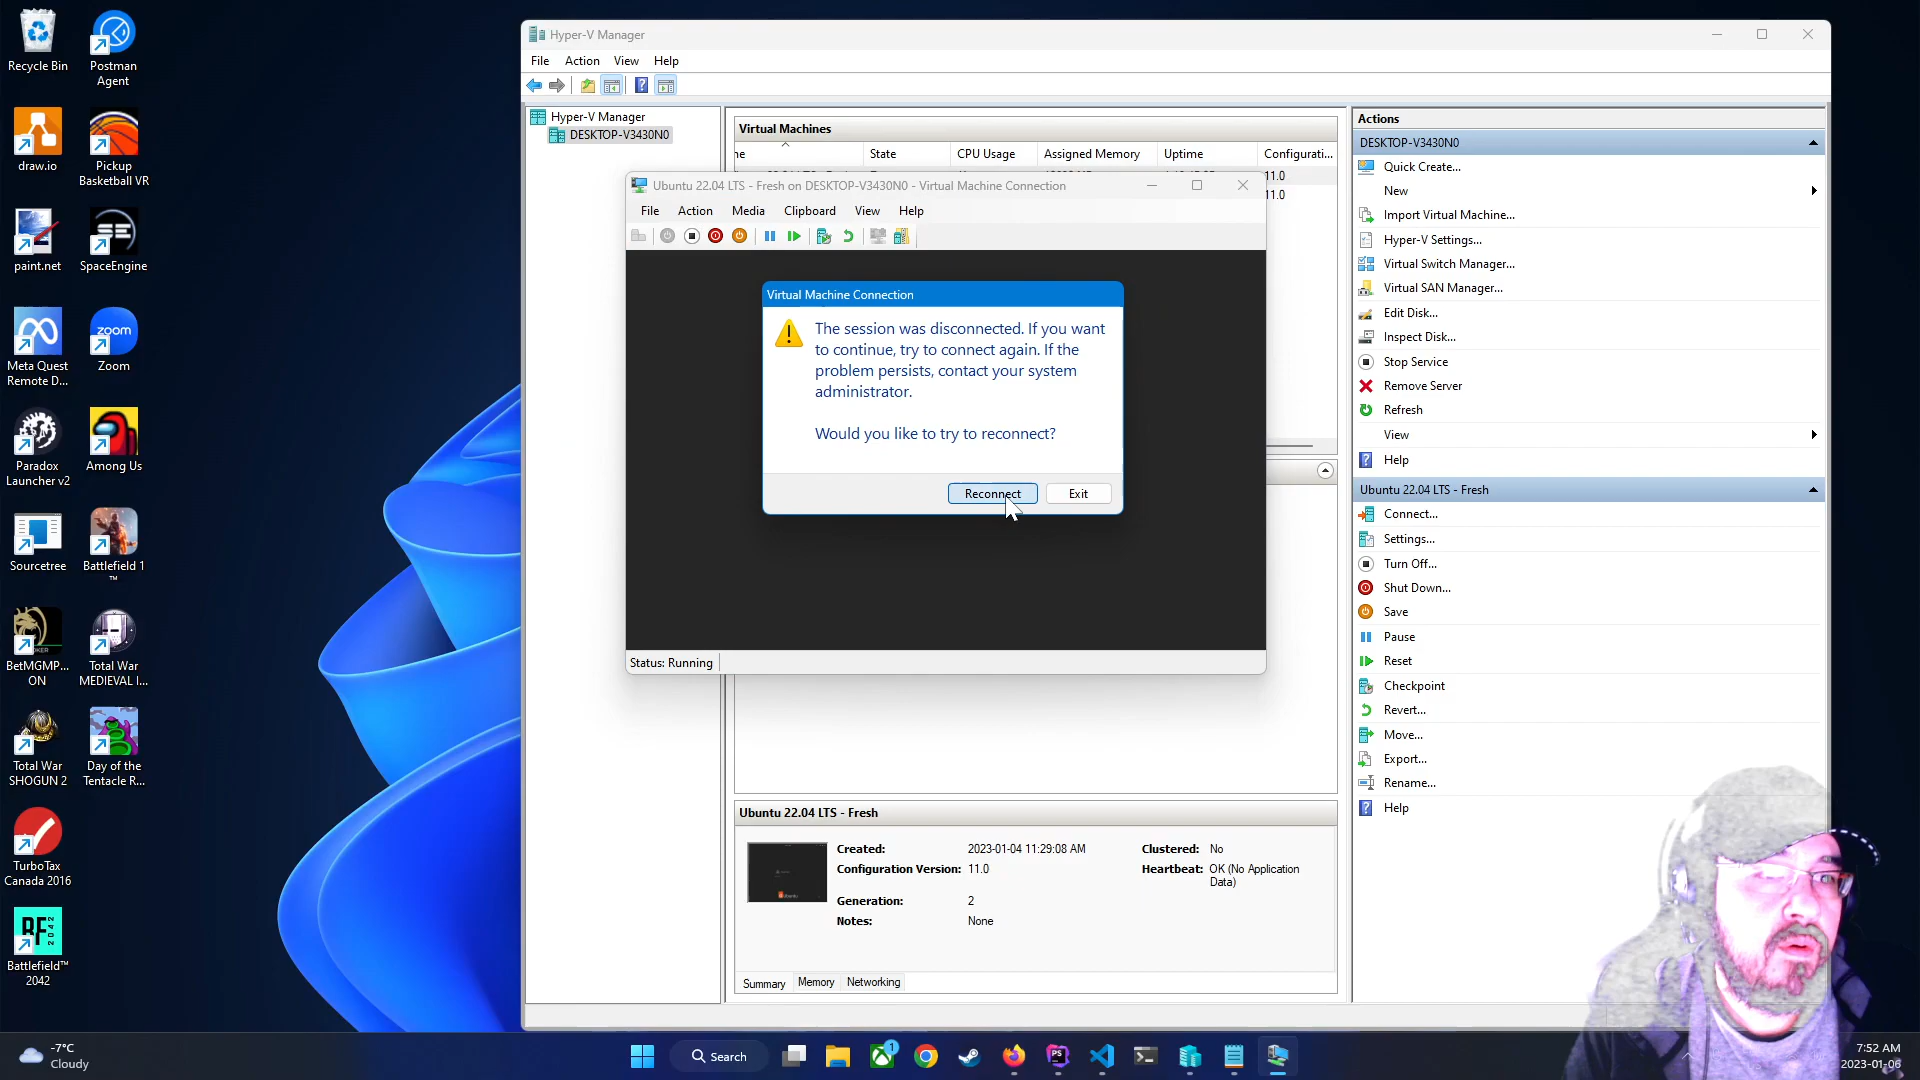 Recycle Bin
Postman
Agent
draw.io
Pickup
Basketball VR
paint.net
SpaceEngine
Meta Quest
Remote D...
zoom
Zoom
Paradox
Launcher v2
Among Us
Sourcetree
Battlefield 1
™
BetMGMP...
ON
Total War
MEDIEVAL I...
Total War
SHOGUN 2
Day of the
Tentacle R...
TurboTax
Canada 2016
Battlefield™
2042
Hyper-V Manager
File Action View Help
Hyper-V Manager
DESKTOP-V3430N0
Virtual Machines
ne State CPU Usage Assigned Memory Uptime Configurati...
11.0
11.0
Ubuntu 22.04 LTS - Fresh on DESKTOP-V3430N0 - Virtual Machine Connection
File Action Media Clipboard View Help
Virtual Machine Connection
The session was disconnected. If you want
to continue, try to connect again. If the
problem persists, contact your system
administrator.
Would you like to try to reconnect?
Reconnect Exit
Status: Running
Ubuntu 22.04 LTS - Fresh
Created: 2023-01-04 11:29:08 AM Clustered: No
Configuration Version: 11.0 Heartbeat: OK (No Application
Data)
Generation: 2
Notes: None
Summary Memory Networking
Actions
DESKTOP-V3430N0
Quick Create...
New
Import Virtual Machine...
Hyper-V Settings...
Virtual Switch Manager...
Virtual SAN Manager...
Edit Disk...
Inspect Disk...
Stop Service
Remove Server
Refresh
View
Help
Ubuntu 22.04 LTS - Fresh
Connect...
Settings...
Turn Off...
Shut Down...
Save
Pause
Reset
Checkpoint
Revert...
Move...
Export...
Rename...
Help
-7°C
Cloudy
Search
1
7:52 AM
2023-01-06